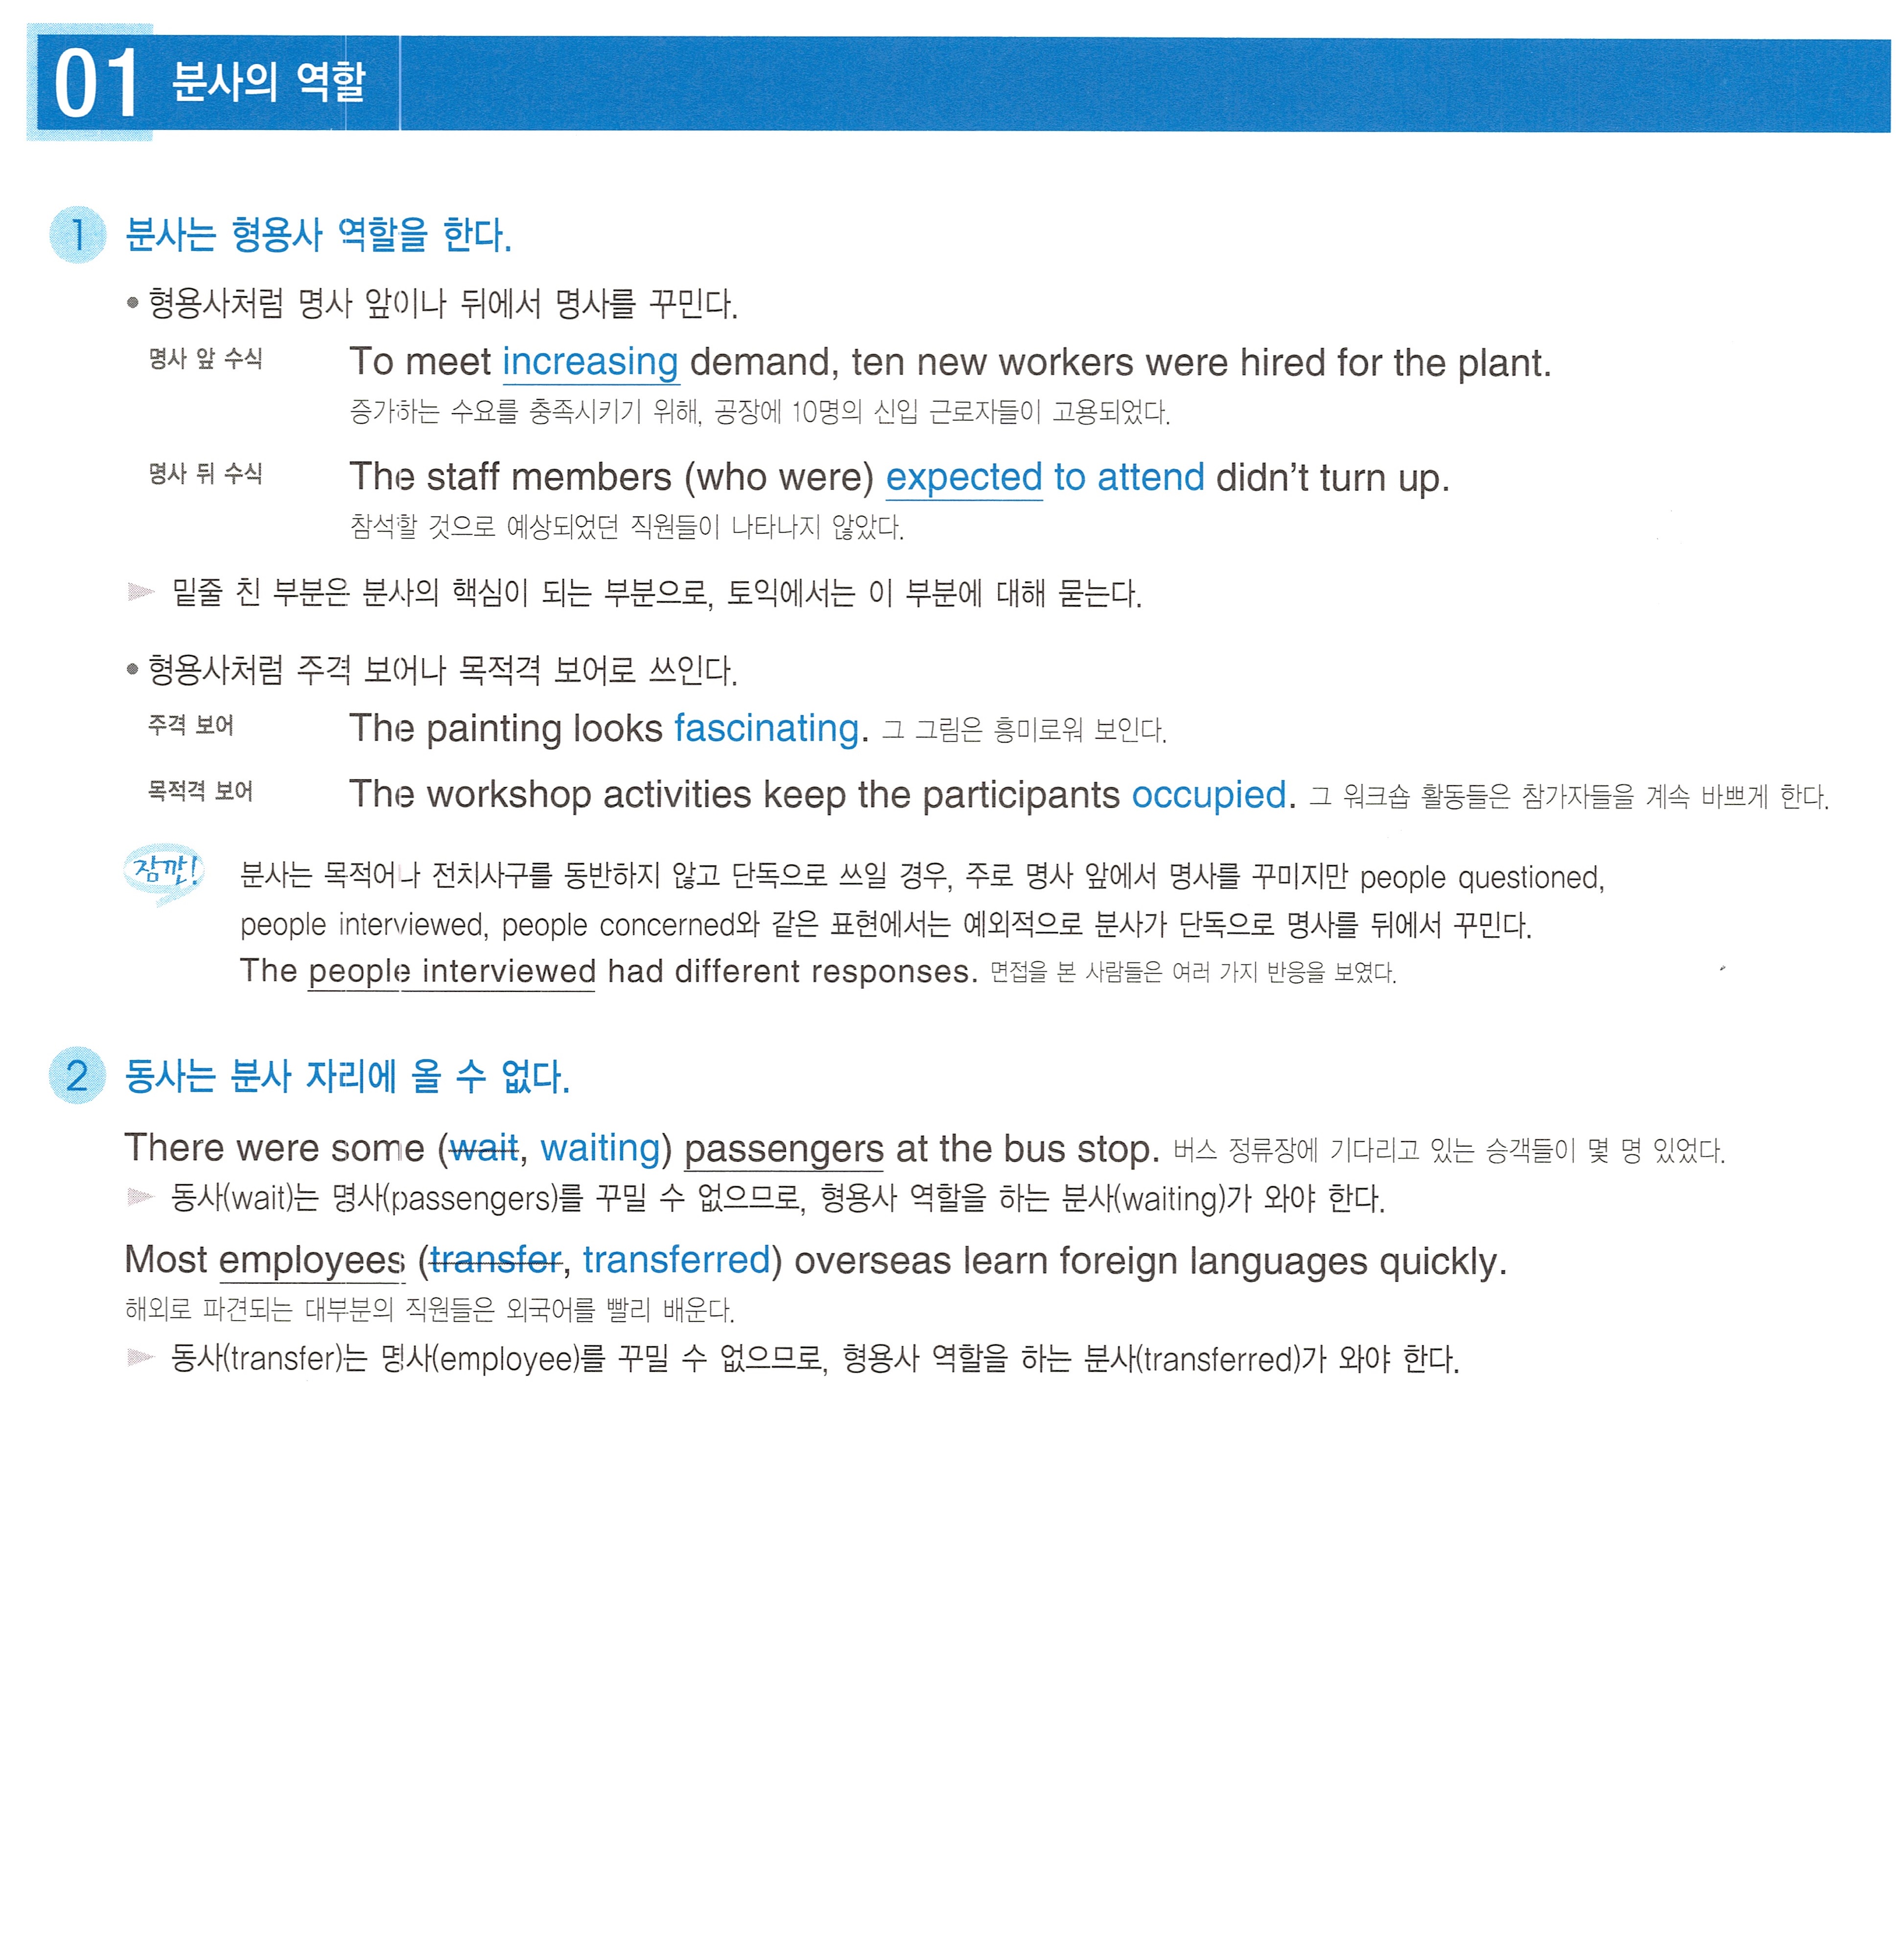 01 분사의 역할
1 분사는 형용사 역할을 한다.
• 형용사처럼 명사 앞이나 뒤에서 명사를 꾸민다.
명사 앞 수식 To meet increasing demand, ten new workers were hired for the plant.
증가하는 수요를 충족시키기 위해, 공장에 10명의 신입 근로자들이 고용되었다.
명사 뒤 수식 The staff members (who were) expected to attend didn't turn up.
참석할 것으로 예상되었던 직원들이 나타나지 않았다.
▶ 밑줄 친 부분은 분사의 핵심이 되는 부분으로, 토익에서는 이 부분에 대해 묻는다.
• 형용사처럼 주격 보어나 목적격 보어로 쓰인다.
주격 보어 The painting looks fascinating. 그 그림은 흥미로워 보인다.
목적격 보어 The workshop activities keep the participants occupied. 그 워크숍 활동들은 참가자들을 계속 바쁘게 한다.
잠깐! 분사는 목적어나 전치사구를 동반하지 않고 단독으로 쓰일 경우, 주로 명사 앞에서 명사를 꾸미지만 people questioned,
people interviewed, people concerned와 같은 표현에서는 예외적으로 분사가 단독으로 명사를 뒤에서 꾸민다.
The people interviewed had different responses. 면접을 본 사람들은 여러 가지 반응을 보였다.
2 동사는 분사 자리에 올 수 없다.
There were some (wait, waiting) passengers at the bus stop. 버스 정류장에 기다리고 있는 승객들이 몇 명 있었다.
▶ 동사(wait)는 명사(passengers)를 꾸밀 수 없으므로, 형용사 역할을 하는 분사(waiting)가 와야 한다.
Most employees (transfer, transferred) overseas learn foreign languages quickly.
해외로 파견되는 대부분의 직원들은 외국어를 빨리 배운다.
▶ 동사(transfer)는 명사(employee)를 꾸밀 수 없으므로, 형용사 역할을 하는 분사(transferred)가 와야 한다.